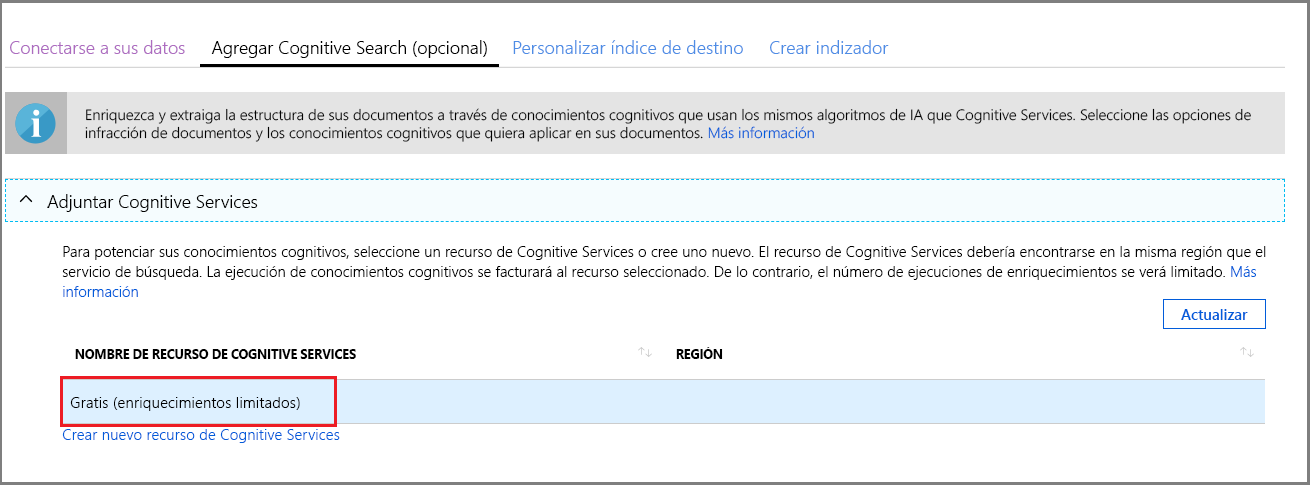 Conectarse a sus datos Agregar Cognitive Search (opcional) Personalizar índice de destino Crear indizador
Enriquezca y extraiga la estructura de sus documentos a través de conocimientos cognitivos que usan los mismos algoritmos de IA que Cognitive Services. Seleccione las opciones de
infracción de documentos y los conocimientos cognitivos que quiera aplicar en sus documentos. Más información
Adjuntar Cognitive Services
Para potenciar sus conocimientos cognitivos, seleccione un recurso de Cognitive Services o cree uno nuevo. El recurso de Cognitive Services debería encontrarse en la misma región que el
servicio de búsqueda. La ejecución de conocimientos cognitivos se facturará al recurso seleccionado. De lo contrario, el número de ejecuciones de enriquecimientos se verá limitado. Más
información
Actualizar
NOMBRE DE RECURSO DE COGNITIVE SERVICES REGIÓN
Gratis (enriquecimientos limitados)
Crear nuevo recurso de Cognitive Services